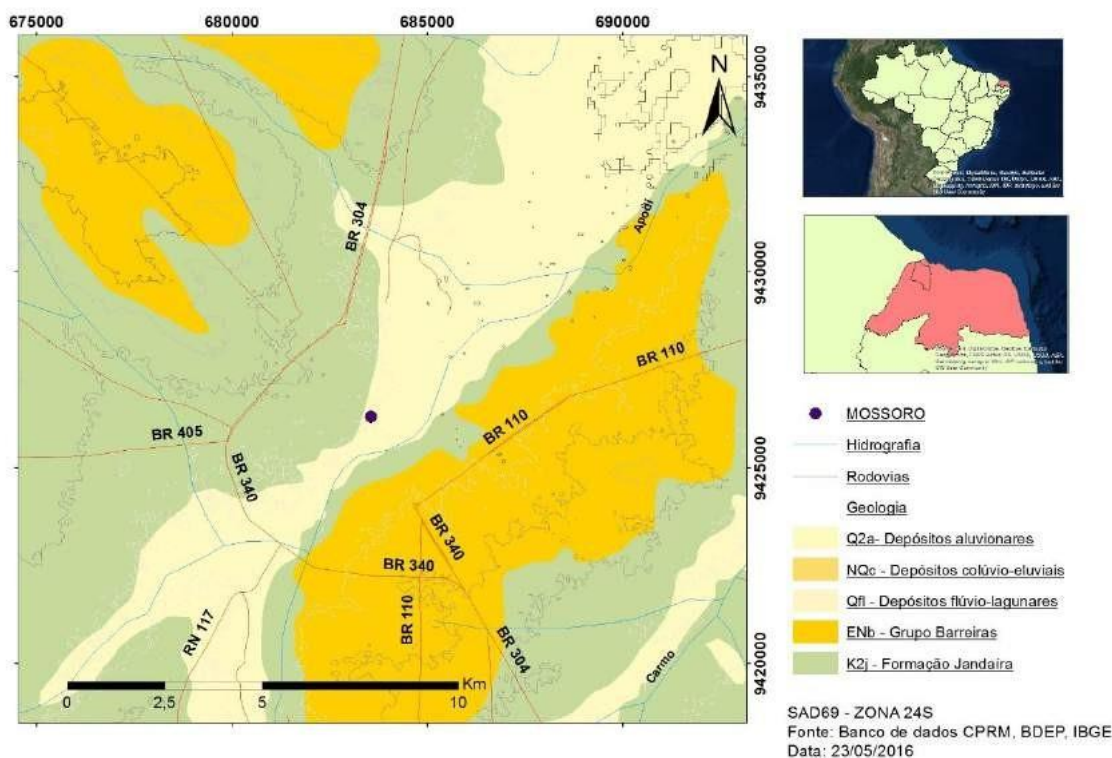 675000 680000 685000 690000
N
9435000
9430000
9425000
9420000
BR 304
Apodi
BR 110
BR 110
BR 405
BR 340
BR 340
BR 340
BR 110
BR 304
RN 117
Carmo
Km
0 2,5 5 10
MOSSORO
Hidrografia
Rodovias
Geologia
Q2a- Depósitos aluvionares
NQc - Depósitos colúvio-eluviais
Qfl - Depósitos flúvio-lagunares
ENb - Grupo Barreiras
K2j - Formação Jandaíra
SAD69 - ZONA 24S
Fonte: Banco de dados CPRM, BDEP, IBGE
Data: 23/05/2016